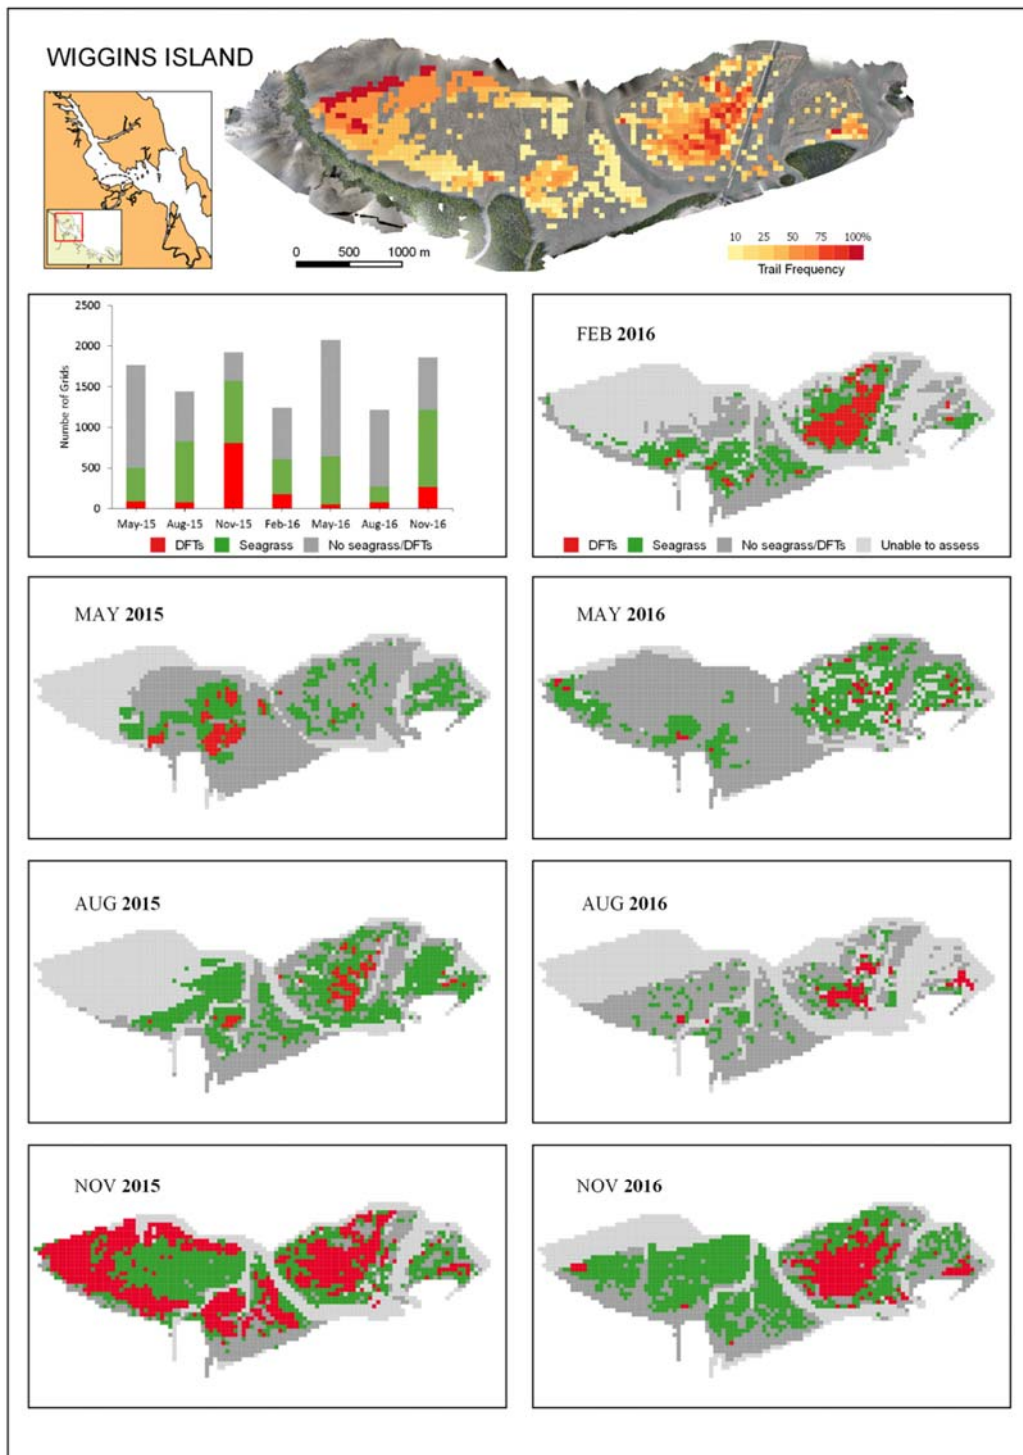 WIGGINS ISLAND
0 500 1000 m
10 25 50 75 100%
Trail Frequency
2500
2000
1500
1000
500
0
Numbe rof Grids
May-15 Aug-15 Nov-15 Feb-16 May-16 Aug-16 Nov-16
DFTs Seagrass No seagrass/DFTs
FEB 2016
DFTs Seagrass No seagrass/DFTs Unable to assess
MAY 2015
MAY 2016
AUG 2015
AUG 2016
NOV 2015
NOV 2016